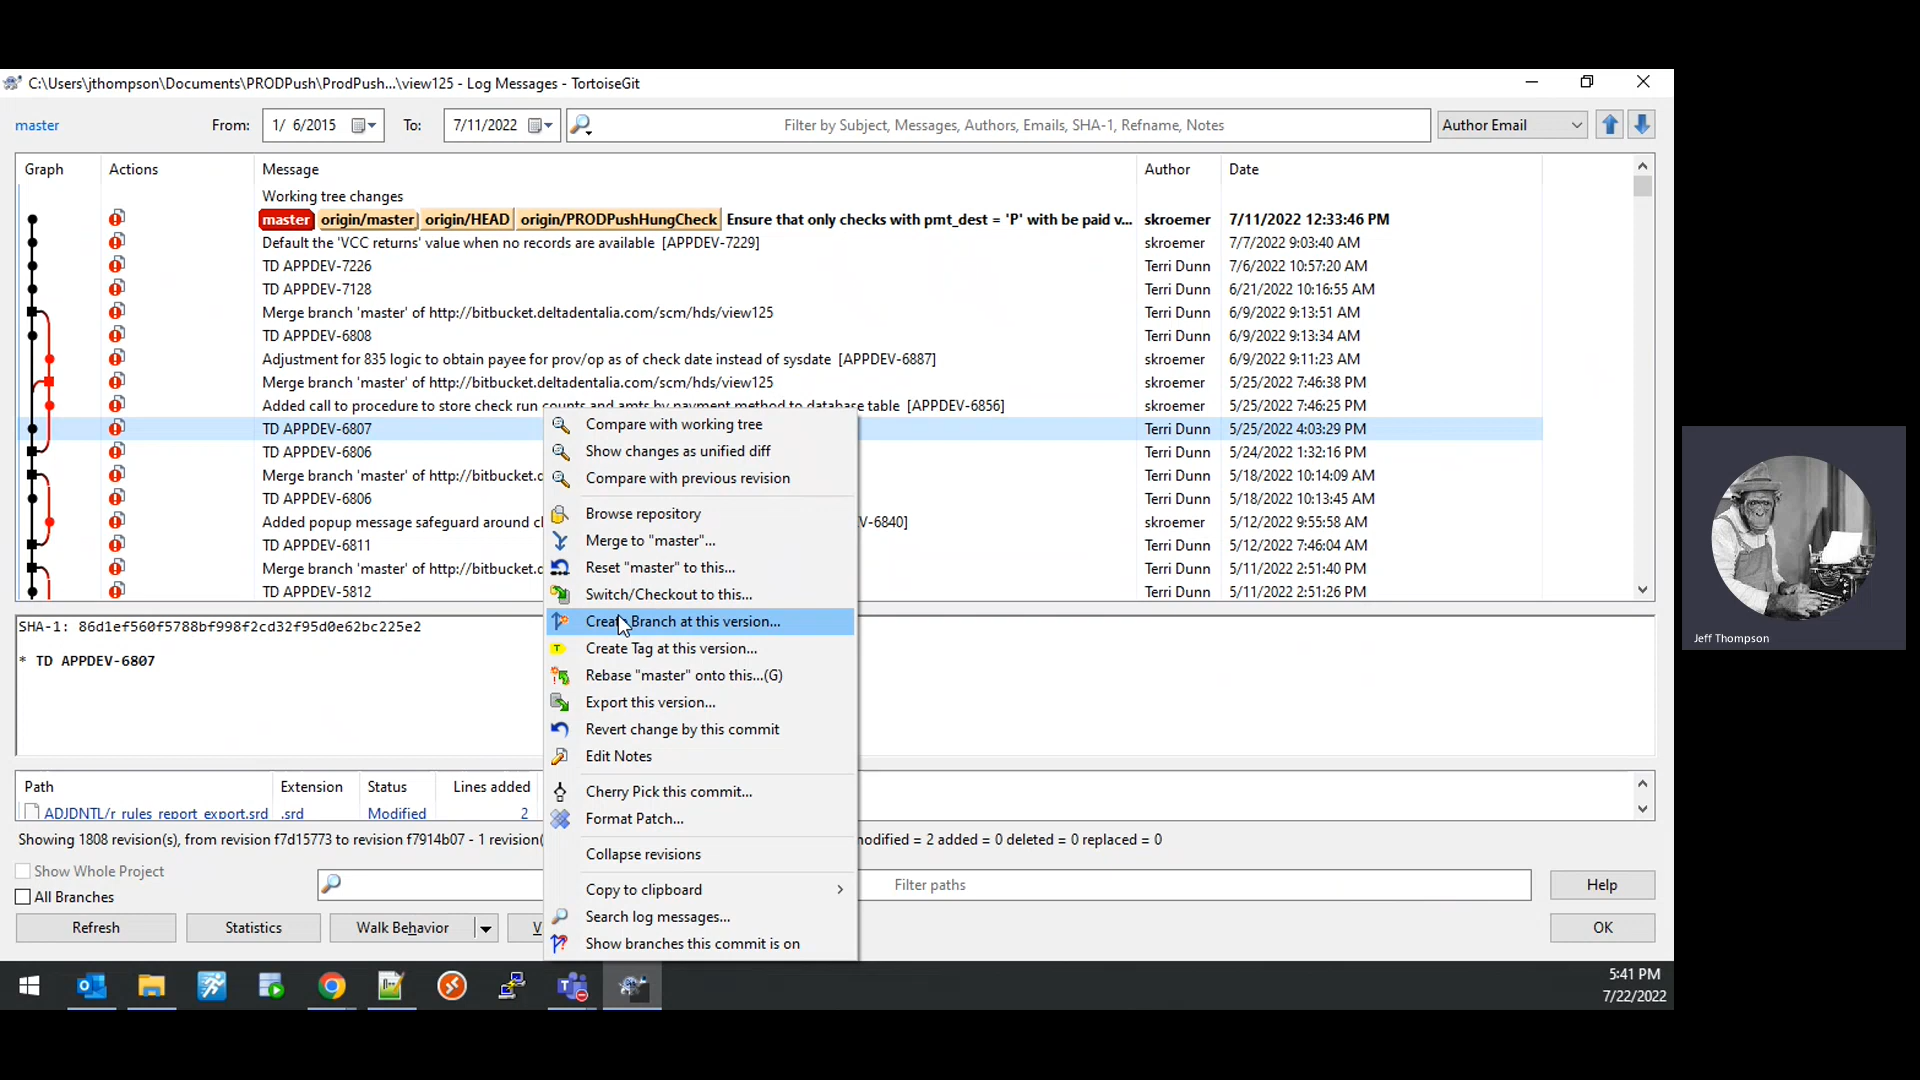 C:\Users\jthompson\Documents\PRODPush\ProdPush...\view125 - Log Messages - TortoiseGit
master From: 1/ 6/2015 To: 7/11/2022 Filter by Subject, Messages, Authors, Emails, SHA-1, Refname, Notes Author Email
Graph Actions Message Author Date
Working tree changes
master origin/master origin/HEAD origin/PRODPushHungCheck Ensure that only checks with pmt_dest = 'P' with be paid v... skroemer 7/11/2022 12:33:46 PM
Default the 'VCC returns' value when no records are available [APPDEV-7229] skroemer 7/7/2022 9:03:40 AM
TD APPDEV-7226 Terri Dunn 7/6/2022 10:57:20 AM
TD APPDEV-7128 Terri Dunn 6/21/2022 10:16:55 AM
Merge branch 'master' of http://bitbucket.deltadentalia.com/scm/hds/view125 Terri Dunn 6/9/2022 9:13:51 AM
TD APPDEV-6808 Terri Dunn 6/9/2022 9:13:34 AM
Adjustment for 835 logic to obtain payee for prov/op as of check date instead of sysdate [APPDEV-6887] skroemer 6/9/2022 9:11:23 AM
Merge branch 'master' of http://bitbucket.deltadentalia.com/scm/hds/view125 skroemer 5/25/2022 7:46:38 PM
Added call to procedure to store check run counts and amts by payment method to database table [APPDEV-6856] skroemer 5/25/2022 7:46:25 PM
TD APPDEV-6807 Terri Dunn 5/25/2022 4:03:29 PM
TD APPDEV-6806 Terri Dunn 5/24/2022 1:32:16 PM
Merge branch 'master' of http://bitbucket.d Terri Dunn 5/18/2022 10:14:09 AM
TD APPDEV-6806 Terri Dunn 5/18/2022 10:13:45 AM
Added popup message safeguard around cl V-6840] skroemer 5/12/2022 9:55:58 AM
TD APPDEV-6811 Terri Dunn 5/12/2022 7:46:04 AM
Merge branch 'master' of http://bitbucket.d Terri Dunn 5/11/2022 2:51:40 PM
TD APPDEV-5812 Terri Dunn 5/11/2022 2:51:26 PM
Compare with working tree
Show changes as unified diff
Compare with previous revision
Browse repository
Merge to "master"...
Reset "master" to this...
Switch/Checkout to this...
Create Branch at this version...
Create Tag at this version...
Rebase "master" onto this...(G)
Export this version...
Revert change by this commit
Edit Notes
Cherry Pick this commit...
Format Patch...
Collapse revisions
Copy to clipboard
Search log messages...
Show branches this commit is on
SHA-1: 86d1ef560f5788bf998f2cd32f95d0e62bc225e2
* TD APPDEV-6807
Path Extension Status Lines added
ADJDNTL/r_rules_report_export.srd .srd Modified 2
Showing 1808 revision(s), from revision f7d15773 to revision f7914b07 - 1 revision( modified = 2 added = 0 deleted = 0 replaced = 0
Show Whole Project
All Branches
Filter paths
Help
Refresh Statistics Walk Behavior V OK
5:41 PM
7/22/2022
Jeff Thompson